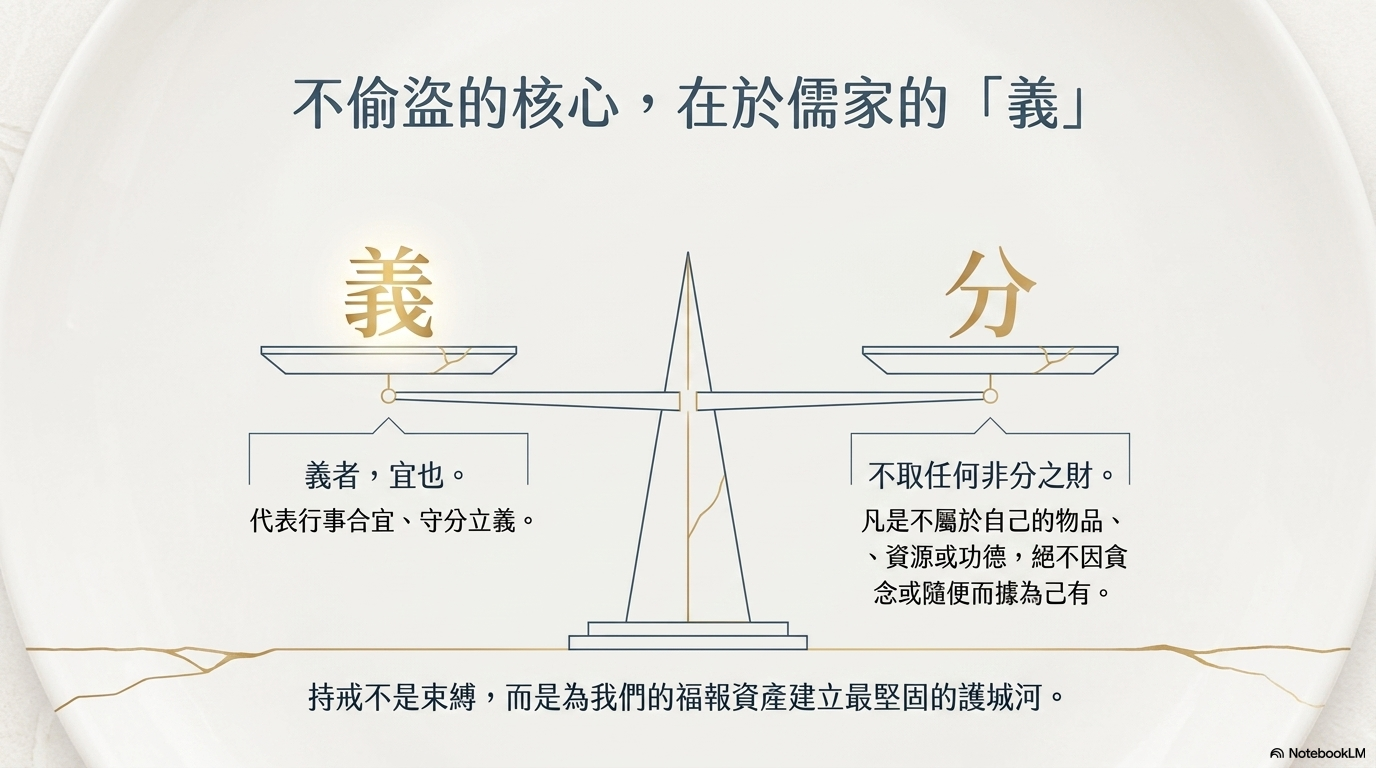 不偷盜的核心，在於儒家的「義」
義
分
義者，宜也。
代表行事合宜、守分立義。
不取任何非分之財。
凡是不屬於自己的物品、
、資源或功德，絕不因貪
念或隨便而據為己有。
持戒不是束縛，而是為我們的福報資產建立最堅固的護城河。
NotebookLM